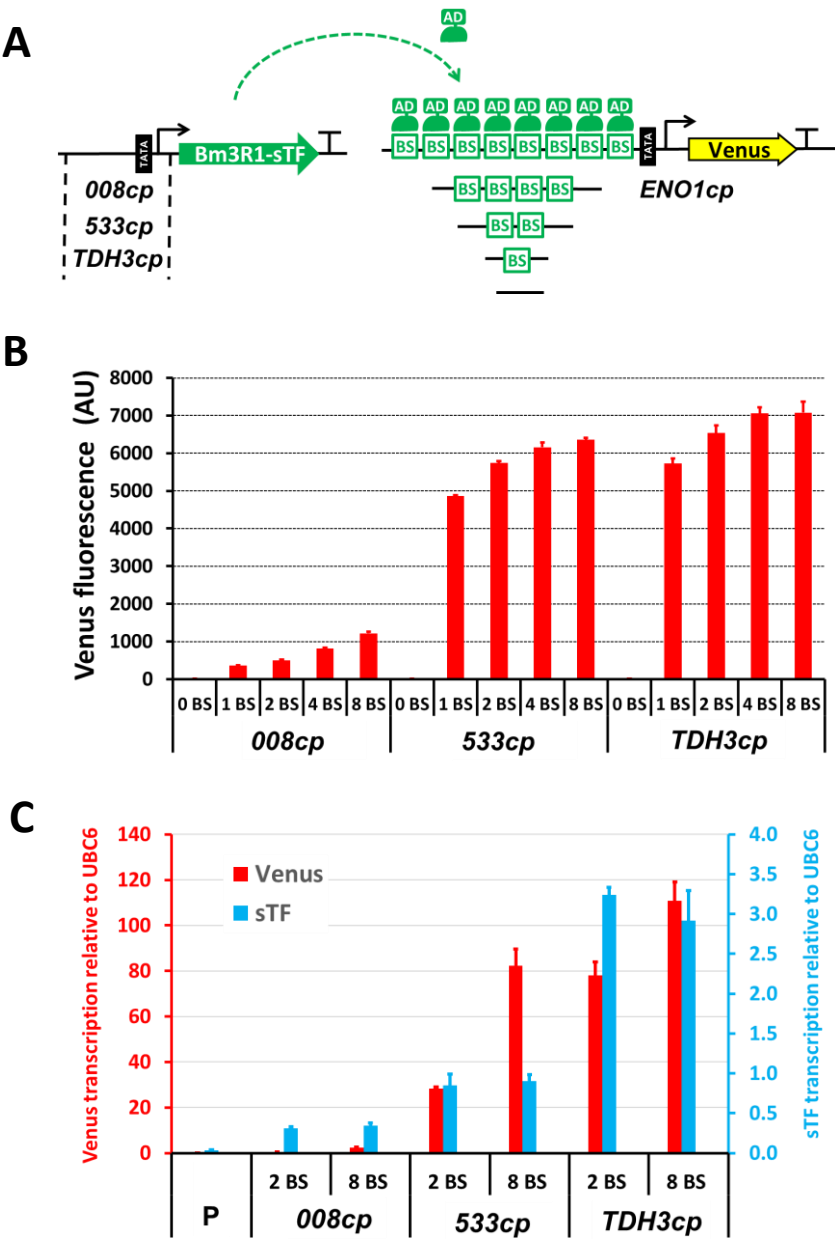 A
AD
AD AD AD AD AD AD AD AD
TATA Bm3R1-sTF BS BS BS BS BS BS BS BS TATA Venus
008cp BS BS BS BS ENO1cp
533cp BS BS
TDH3cp BS
B
Venus fluorescence (AU)
8000
7000
6000
5000
4000
3000
2000
1000
0
0 BS 1 BS 2 BS 4 BS 8 BS 0 BS 1 BS 2 BS 4 BS 8 BS 0 BS 1 BS 2 BS 4 BS 8 BS
008cp 533cp TDH3cp
C
Venus transcription relative to UBC6
140
120
100
80
60
40
20
0
Venus
sTF
4.0
3.5
3.0
2.5
2.0
1.5
1.0
0.5
0.0
sTF transcription relative to UBC6
2 BS 8 BS 2 BS 8 BS 2 BS 8 BS
P 008cp 533cp TDH3cp